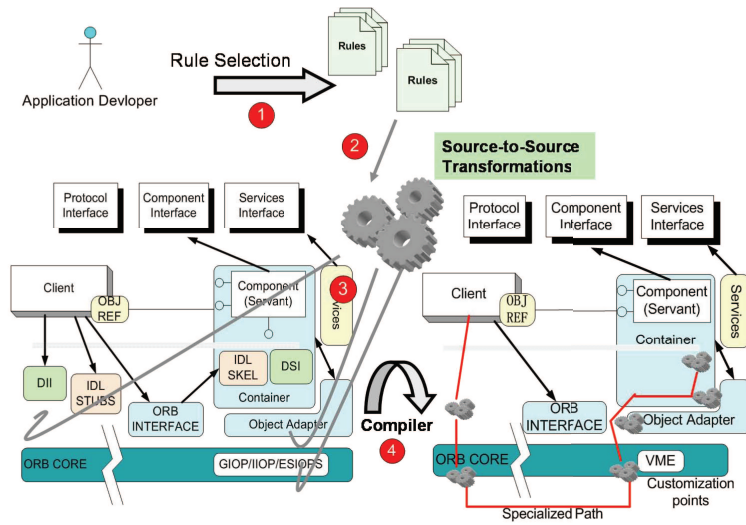 Rules
Rules
Rule Selection
Application Devloper
1
2
Source-to-Source
Transformations
Protocol
Interface
Component
Interface
Services
Interface
Client
OBJ
REF
Component
(Servant)
3
DII
IDL
STUBS
ORB
INTERFACE
IDL
SKEL
DSI
Container
Object Adapter
ORB CORE
GIOP/IIOP/ESIOPS
Compiler
4
Protocol
Interface
Component
Interface
Services
Interface
Client
OBJ
REF
Component
(Servant)
Services
Container
ORB
INTERFACE
Object Adapter
ORB CORE
VME
Customization
points
Specialized Path